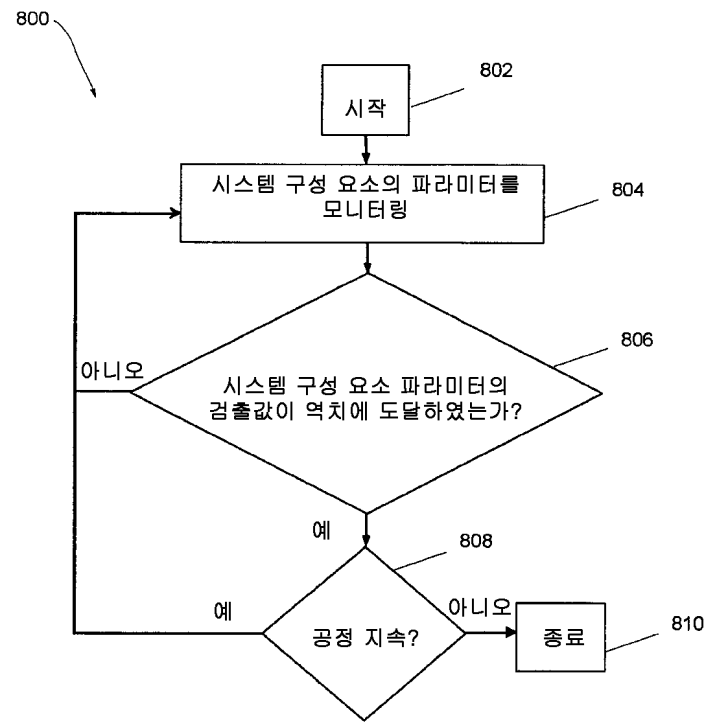 800
802
시작
시스템 구성 요소의 파라미터를
모니터링
804
806
아니오
시스템 구성 요소 파라미터의
검출값이 역치에 도달하였는가?
예
808
예
아니오
공정 지속?
종료
810